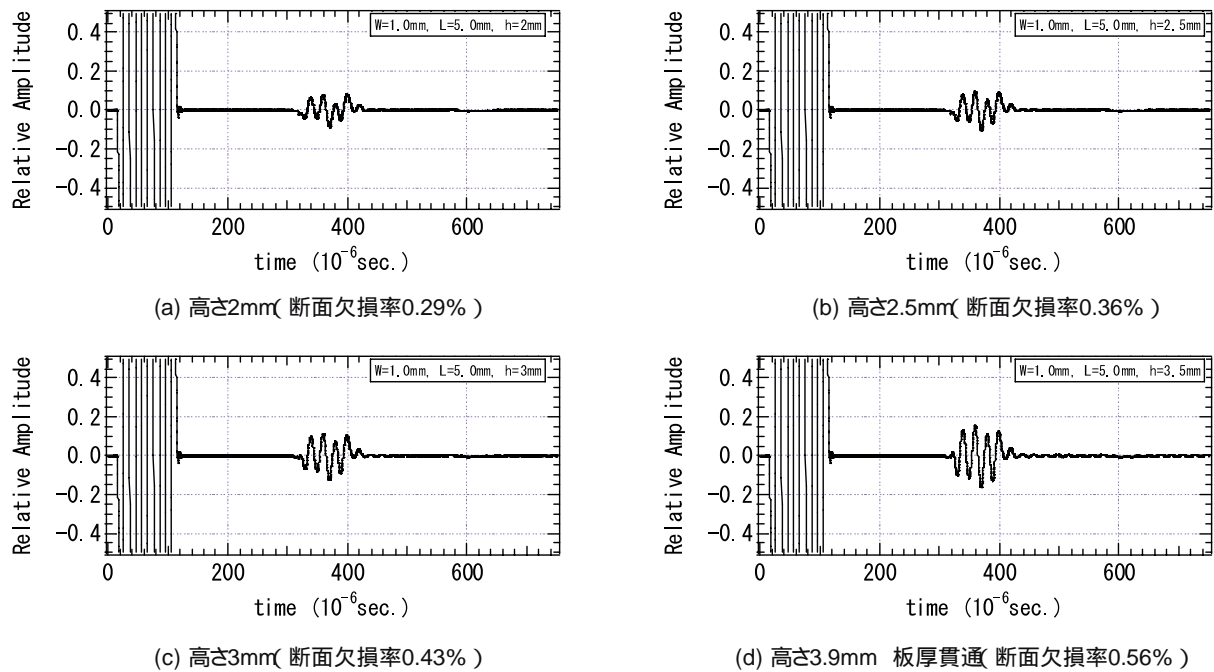 Relative Amplitude
0.4
0.2
0.0
-0.2
-0.4
W=1.0mm, L=5.0mm, h=2mm
0 200 400 600
time (10-6sec.)
(a) 高さ2mm( 断面欠損率0.29% )
Relative Amplitude
0.4
0.2
0.0
-0.2
-0.4
W=1.0mm, L=5.0mm, h=2.5mm
0 200 400 600
time (10-6sec.)
(b) 高さ2.5mm( 断面欠損率0.36% )
Relative Amplitude
0.4
0.2
0.0
-0.2
-0.4
W=1.0mm, L=5.0mm, h=3mm
0 200 400 600
time (10-6sec.)
(c) 高さ3mm( 断面欠損率0.43% )
Relative Amplitude
0.4
0.2
0.0
-0.2
-0.4
W=1.0mm, L=5.0mm, h=3.5mm
0 200 400 600
time (10-6sec.)
(d) 高さ3.9mm 板厚貫通( 断面欠損率0.56% )